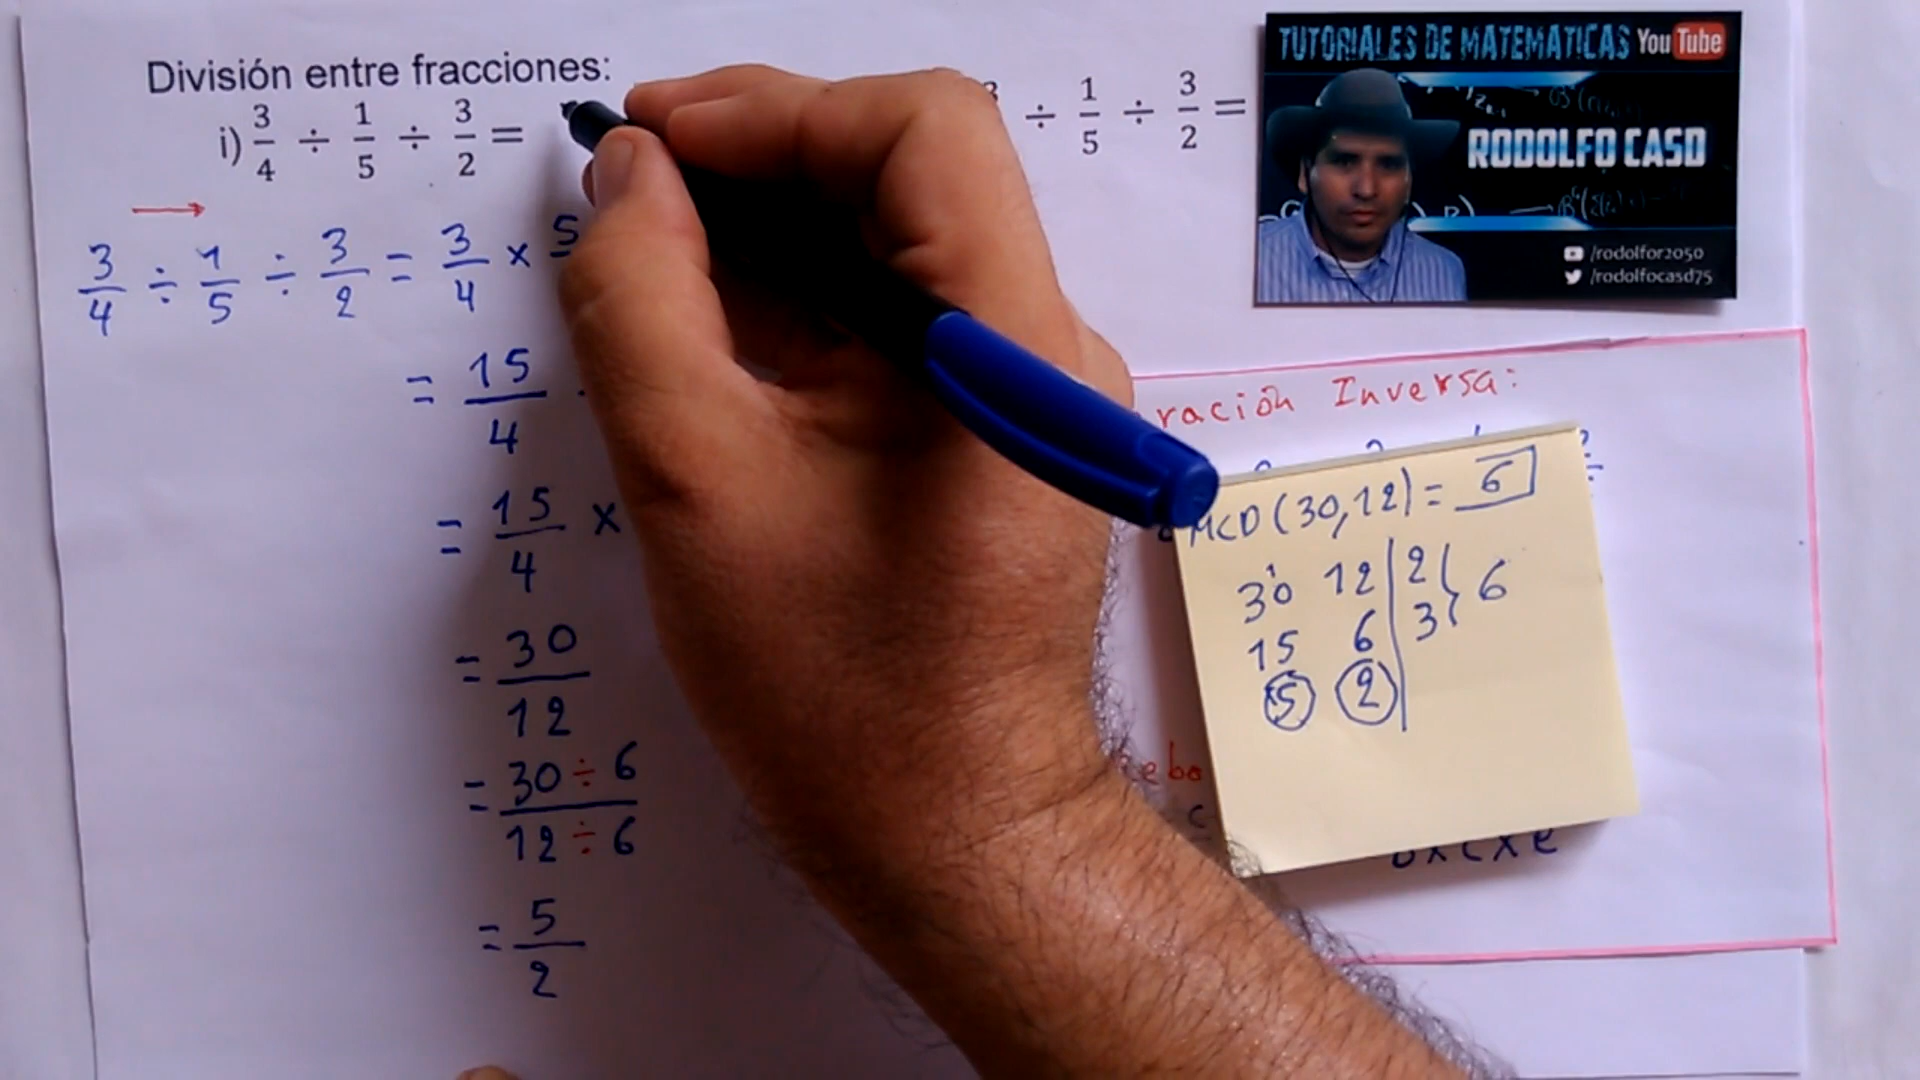 División entre fracciones:
i) 3/4 ÷ 1/5 ÷ 3/2 =
÷ 1/5 ÷ 3/2 =
3/4 ÷ 1/5 ÷ 3/2 = 3/4 × 5
= 15/4
= 15/4 ×
= 30/12
= 30 ÷ 6 / 12 ÷ 6
= 5/2
TUTORIALES DE MATEMATICAS YouTube
RODOLFO CASD
/rodolfor2050
/rodolfocasd75
ración Inversa:
MCD (30,12) = 6
30 12 | 2 6
15 6 | 3
5 2
b x c x e